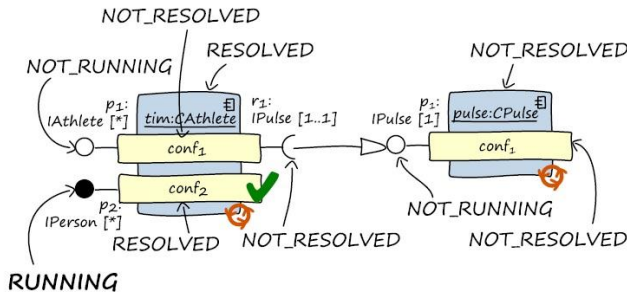 NOT_RESOLVED
RESOLVED
NOT_RUNNING
NOT_RESOLVED
p1:
IAthlete [*]
tim:CAthlete
r1:
IPulse [1..1]
p1:
IPulse [1]
pulse:CPulse
conf1
conf1
conf2
p2:
IPerson [*]
RESOLVED
NOT_RESOLVED
NOT_RUNNING
NOT_RESOLVED
RUNNING